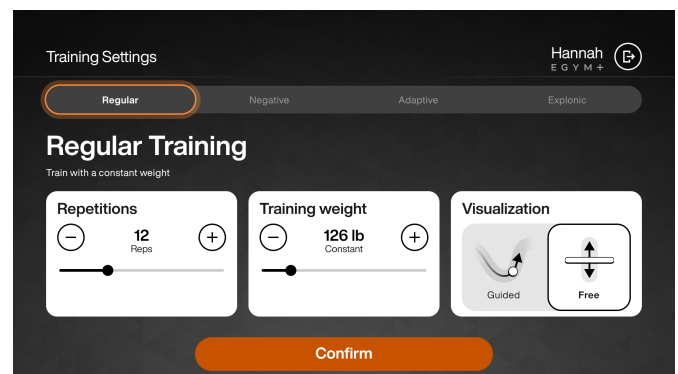 Training Settings
Hannah
EGYM+
Regular
Negative
Adaptive
Explonic
Regular Training
Train with a constant weight
Repetitions
12
Reps
Training weight
126 lb
Constant
Visualization
Guided
Free
Confirm